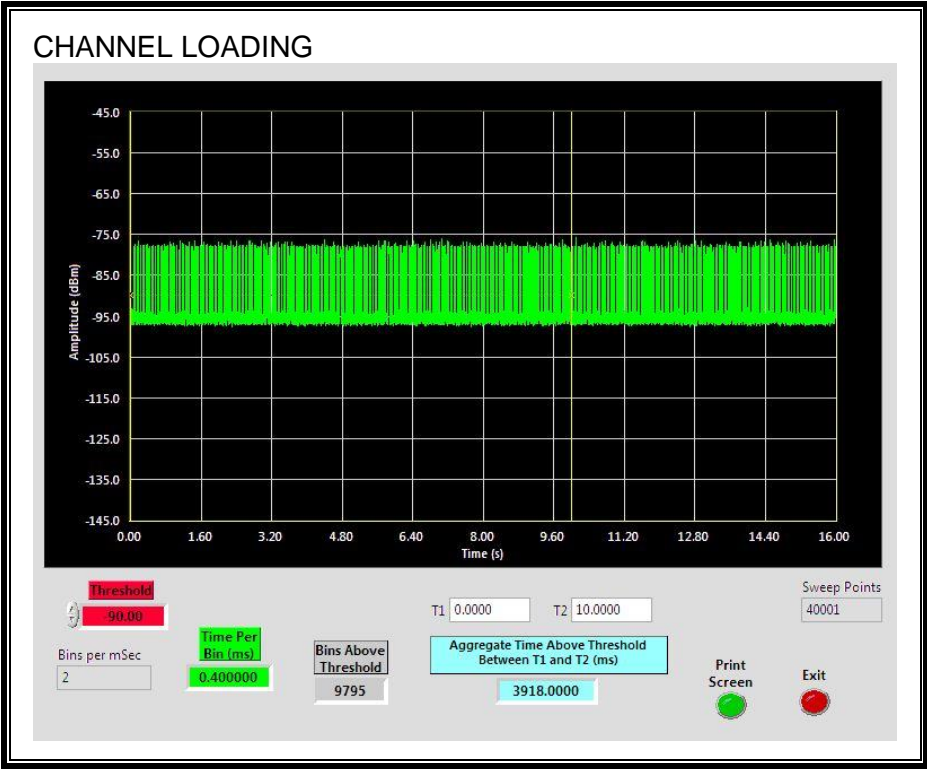 CHANNEL LOADING
-45.0
-55.0
-65.0
-75.0
-85.0
-95.0
-105.0
-115.0
-125.0
-135.0
-145.0
Amplitude (dBm)
0.00 1.60 3.20 4.80 6.40 8.00 9.60 11.20 12.80 14.40 16.00
Time (s)
Threshold
-90.00
Bins per mSec
2
Time Per
Bin (ms)
0.400000
Bins Above
Threshold
9795
T1 0.0000 T2 10.0000
Aggregate Time Above Threshold
Between T1 and T2 (ms)
3918.0000
Sweep Points
40001
Print
Screen
Exit